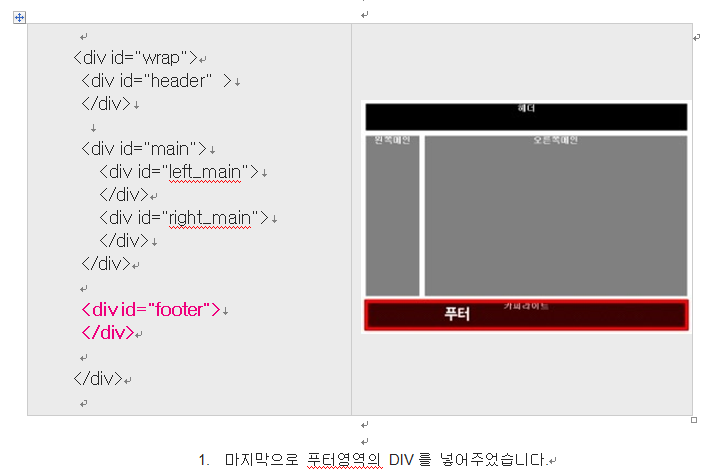 <div id="wrap">
<div id="header" >
</div>
<div id="main">
<div id="left_main">
</div>
<div id="right_main">
</div>
</div>
<div id="footer">
</div>
</div>
헤더
왼쪽메인 오른쪽메인
카피라이트
푸터
1. 마지막으로 푸터영역의 DIV를 넣어주었습니다.